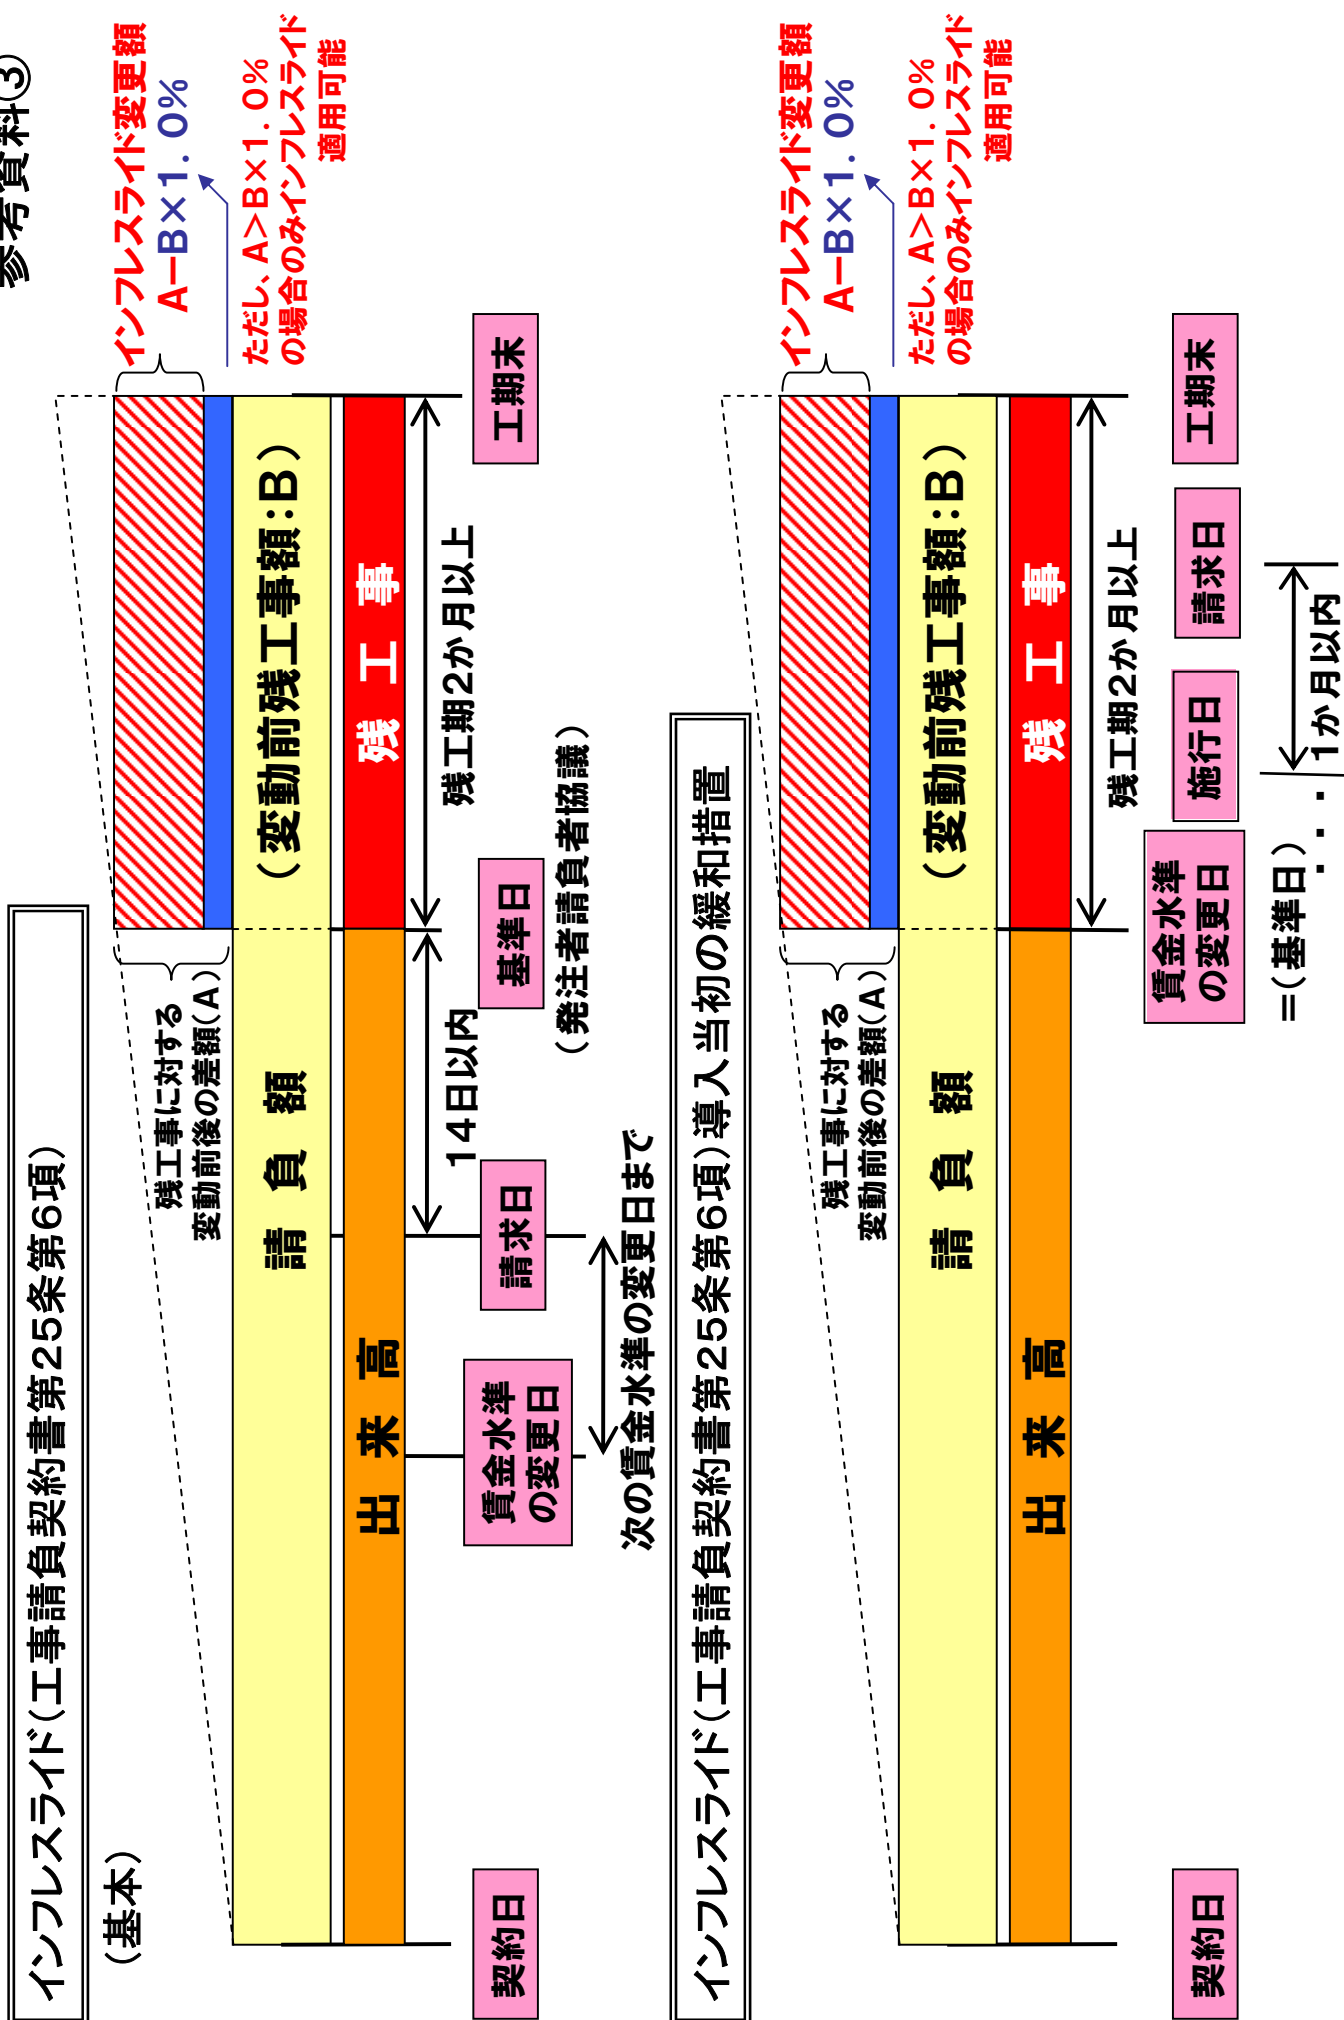 参考資料③
インフレスライド(工事請負契約書第25条第6項)
(基本)
インフレスライド変更額
A-B×1.0%
ただし、A>B×1.0%
の場合のみインフレスライド
適用可能
残工事に対する
変動前後の差額(A)
請 負 額
(変動前残工事額:B)
出 来 高
残 工 事
14日以内
残工期2か月以上
契約日
賃金水準
の変更日
請求日
基準日
工期末
(発注者請負者協議)
次の賃金水準の変更日まで
インフレスライド(工事請負契約書第25条第6項)導入当初の緩和措置
インフレスライド変更額
A-B×1.0%
ただし、A>B×1.0%
の場合のみインフレスライド
適用可能
残工事に対する
変動前後の差額(A)
請 負 額
(変動前残工事額:B)
出 来 高
残 工 事
残工期2か月以上
契約日
賃金水準
の変更日
施行日
請求日
工期末
=(基準日)
・・・
1か月以内